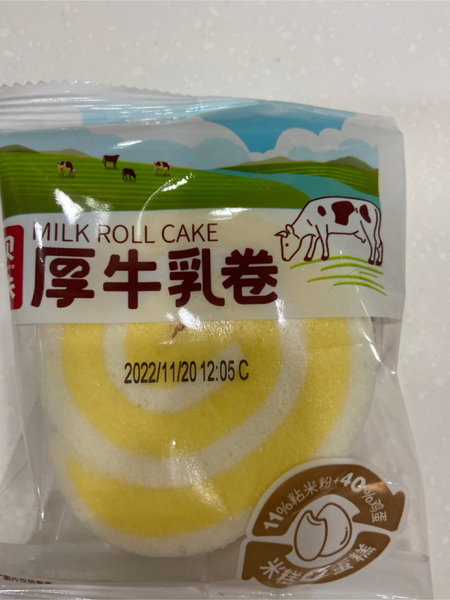 MILK ROLL CAKE
厚牛乳卷
2022/11/20 12:05 C
11%粘米粉+40%鸡蛋
米糕 蛋糕